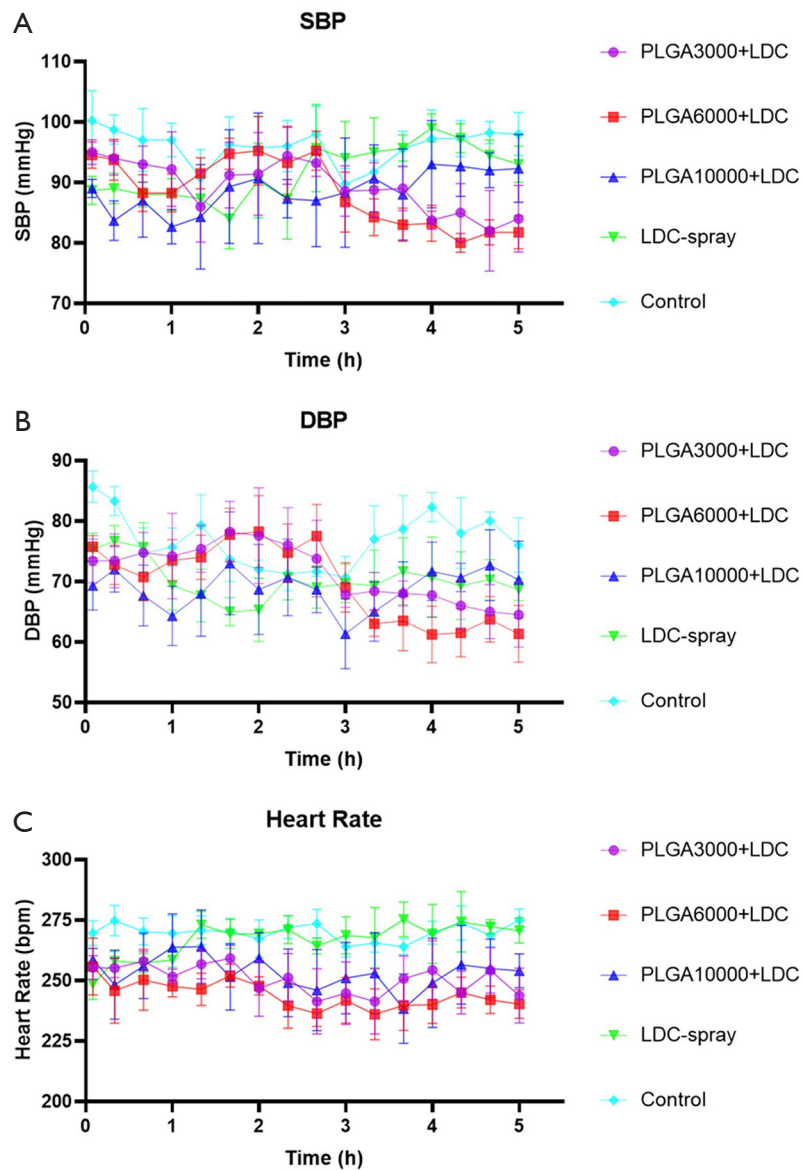 A
SBP
SBP (mmHg)
110
100
90
80
70
0 1 2 3 4 5
Time (h)
PLGA3000+LDC
PLGA6000+LDC
PLGA10000+LDC
LDC-spray
Control
B
DBP
DBP (mmHg)
90
80
70
60
50
0 1 2 3 4 5
Time (h)
PLGA3000+LDC
PLGA6000+LDC
PLGA10000+LDC
LDC-spray
Control
C
Heart Rate
Heart Rate (bpm)
300
275
250
225
200
0 1 2 3 4 5
Time (h)
PLGA3000+LDC
PLGA6000+LDC
PLGA10000+LDC
LDC-spray
Control